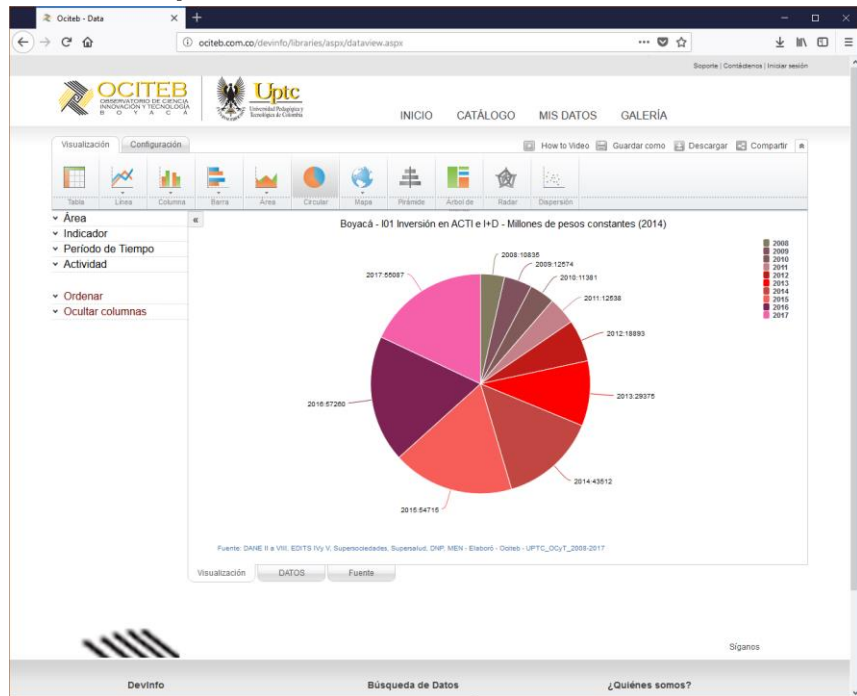 Ociteb - Data
ociteb.com.co/devinfo/libraries/aspx/dataview.aspx
Soporte | Contáctenos | Iniciar sesión
OCITEB
OBSERVATORIO DE CIENCIA
INNOVACIÓN Y TECNOLOGÍA
B O Y A C Á
Uptc
Universidad Pedagógica y
Tecnológica de Colombia
INICIO CATÁLOGO MIS DATOS GALERÍA
Visualización Configuración
How to Video Guardar como Descargar Compartir
Tabla Línea Columna Barra Área Circular Mapa Pirámide Árbol de Radar Dispersión
Área
Indicador
Período de Tiempo
Actividad
Ordenar
Ocultar columnas
«
Boyacá - I01 Inversión en ACTI e I+D - Millones de pesos constantes (2014)
2008:10835
2009:12574
2010:11381
2011:12538
2012:18893
2013:29375
2014:43512
2015:54715
2016:57260
2017:55087
2008
2009
2010
2011
2012
2013
2014
2015
2016
2017
Fuente: DANE II a VIII, EDITS IVy V, Supersociedades, Supersalud, DNP, MEN - Elaboró - Ociteb - UPTC_OCyT_2008-2017
Visualización DATOS Fuente
Síganos
DevInfo Búsqueda de Datos ¿Quiénes somos?